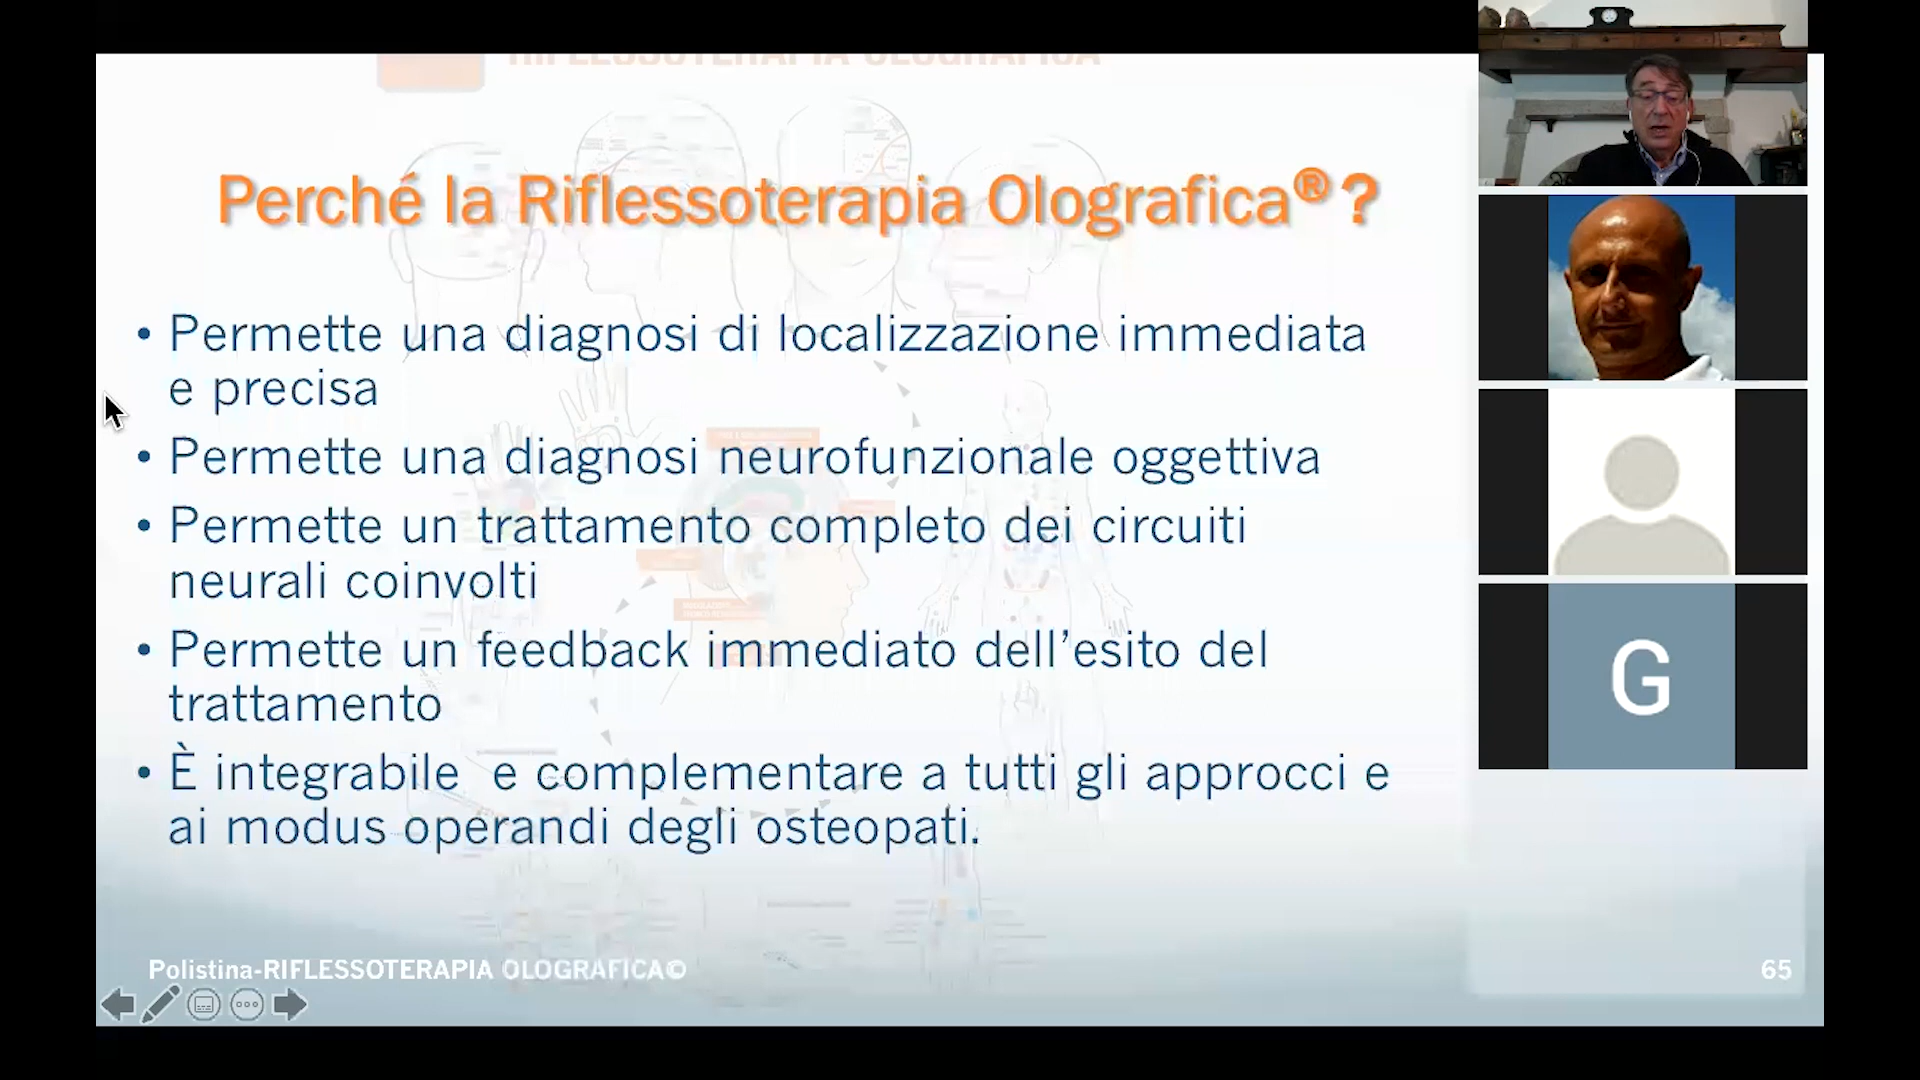 RIFLESSOTERAPIA OLOGRAFICA
Perché la Riflessoterapia Olografica®?
• Permette una diagnosi di localizzazione immediata
e precisa
• Permette una diagnosi neurofunzionale oggettiva
• Permette un trattamento completo dei circuiti
neurali coinvolti
• Permette un feedback immediato dell’esito del
trattamento
• È integrabile e complementare a tutti gli approcci e
ai modus operandi degli osteopati.
Polistina-RIFLESSOTERAPIA OLOGRAFICA©
65
G